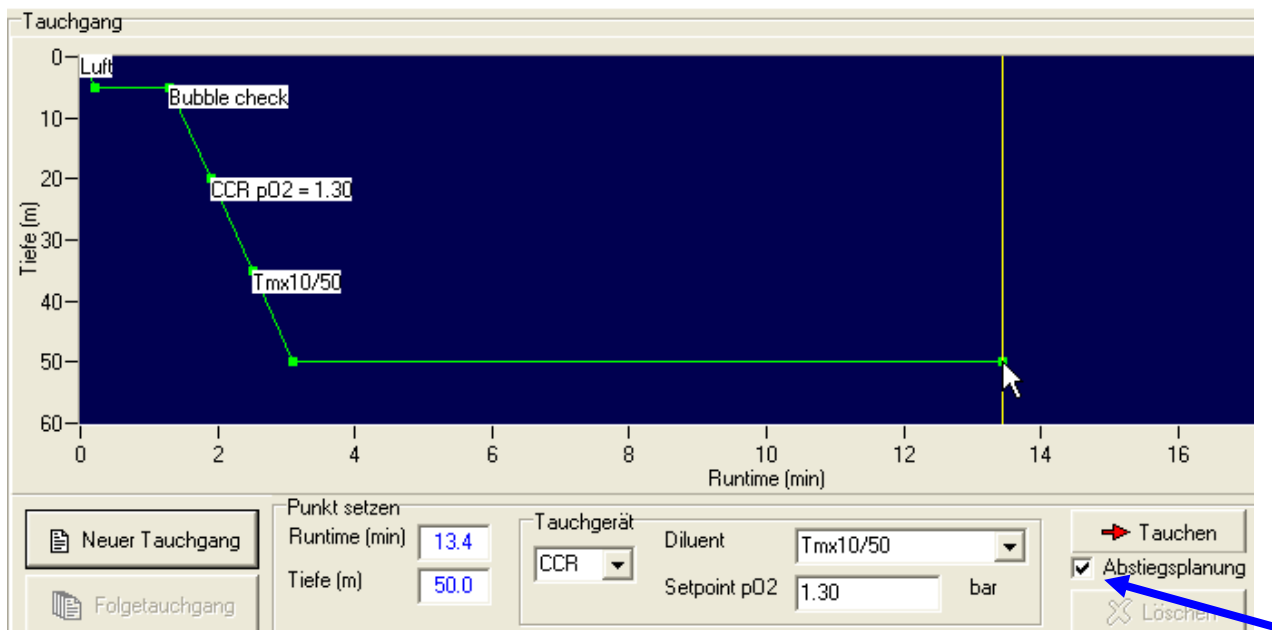 Tauchgang
0
Luft
Bubble check
10
20
CCR pO2 = 1.30
Tiefe (m)
30
Tmx10/50
40
50
60
0 2 4 6 8 10 12 14 16
Runtime (min)
Neuer Tauchgang
Folgetauchgang
Punkt setzen
Runtime (min) 13.4
Tiefe (m) 50.0
Tauchgerät
CCR
Diluent Tmx10/50
Setpoint pO2 1.30 bar
Tauchen
Abstiegsplanung
Löschen